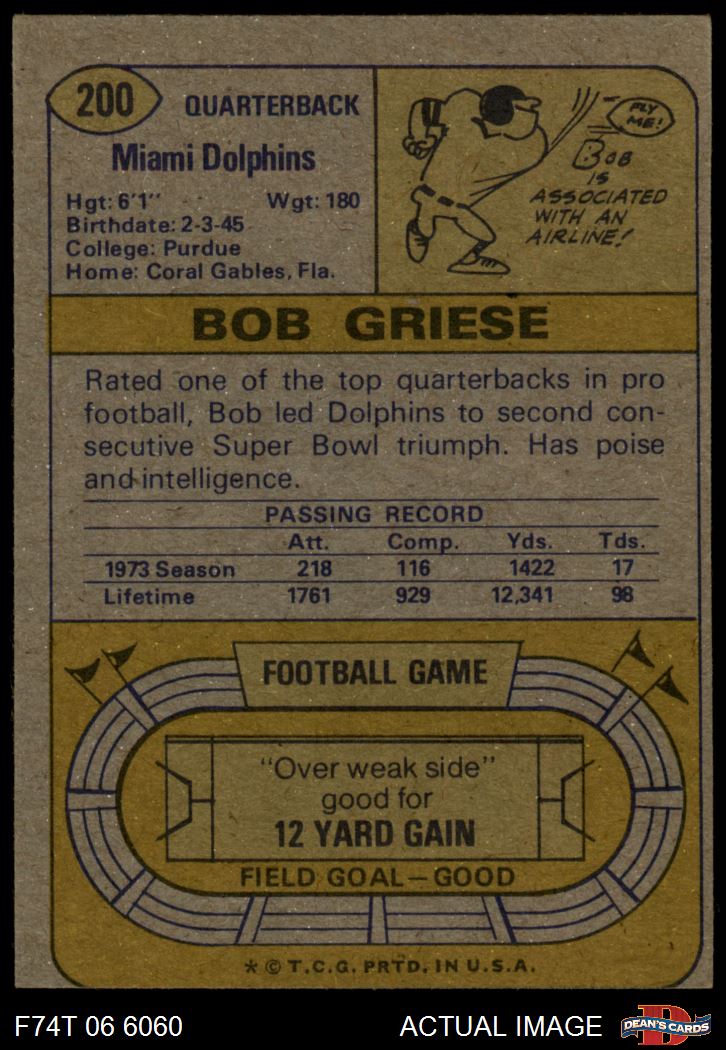 200
QUARTERBACK
Miami Dolphins
Hgt: 6'1" Wgt: 180
Birthdate: 2-3-45
College: Purdue
Home: Coral Gables, Fla.
FLY
ME!
BOB
IS
ASSOCIATED
WITH AN
AIRLINE!
BOB GRIESE
Rated one of the top quarterbacks in pro
football, Bob led Dolphins to second con-
secutive Super Bowl triumph. Has poise
and intelligence.
PASSING RECORD
Att. Comp. Yds. Tds.
1973 Season 218 116 1422 17
Lifetime 1761 929 12,341 98
FOOTBALL GAME
"Over weak side"
good for
12 YARD GAIN
FIELD GOAL—GOOD
* © T.C.G. PRTD. IN U.S.A.
F74T 06 6060 ACTUAL IMAGE
D
DEAN'S CARDS